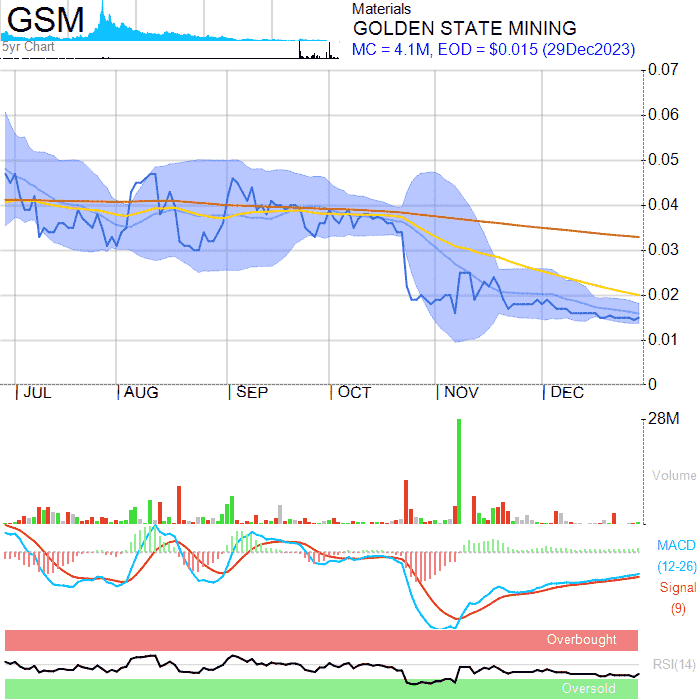 GSM
5yr Chart
Materials
GOLDEN STATE MINING
MC = 4.1M, EOD = $0.015 (29Dec2023)
0.07
0.06
0.05
0.04
0.03
0.02
0.01
0
JUL AUG SEP OCT NOV DEC
28M
Volume
MACD
(12-26)
Signal
(9)
Overbought
RSI(14)
Oversold